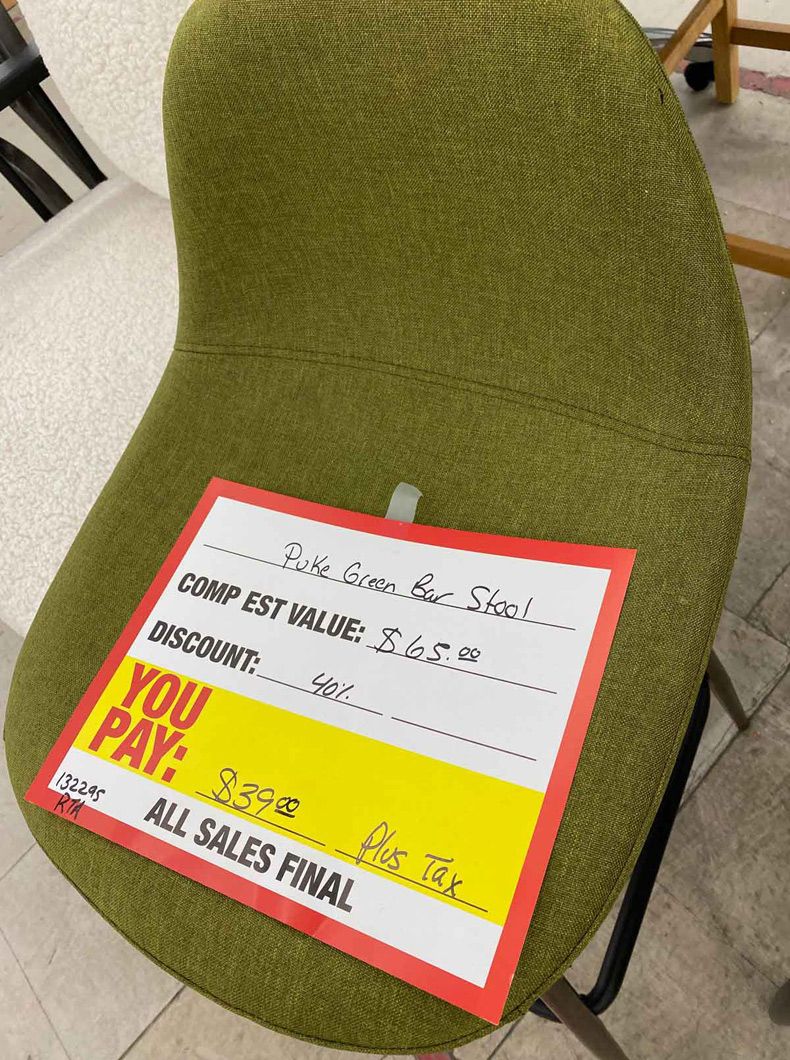 Puke Green Bar Stool
COMP EST VALUE: $65.00
DISCOUNT: 40%
YOU
PAY: $39.00 Plus Tax
132295
RTA
ALL SALES FINAL